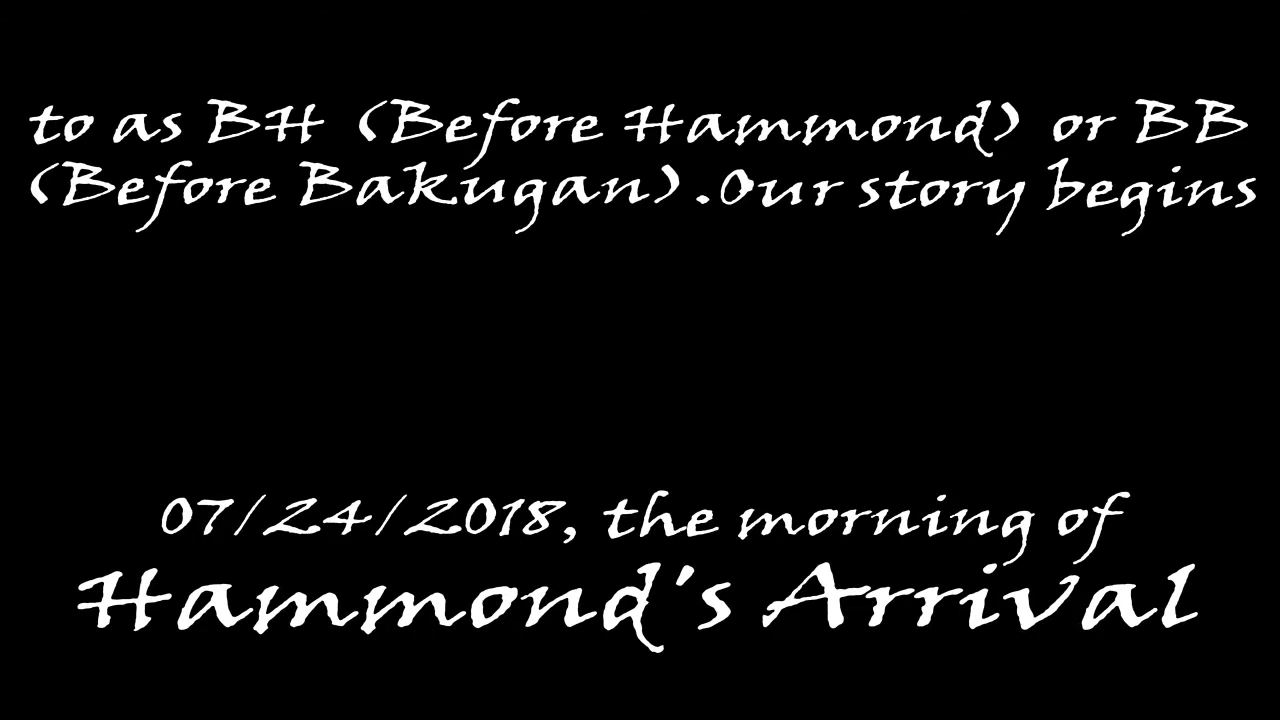 to as BH (Before Hammond) or BB
(Before Bakugan).Our story begins
07/24/2018, the morning of
Hammond's Arrival